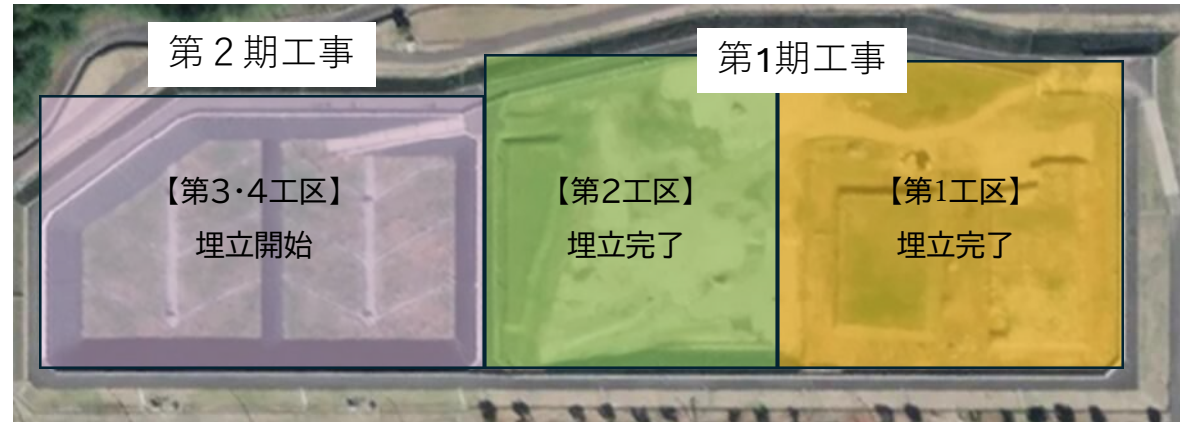 第２期工事
第1期工事
【第3・4工区】
埋立開始
【第2工区】
埋立完了
【第1工区】
埋立完了